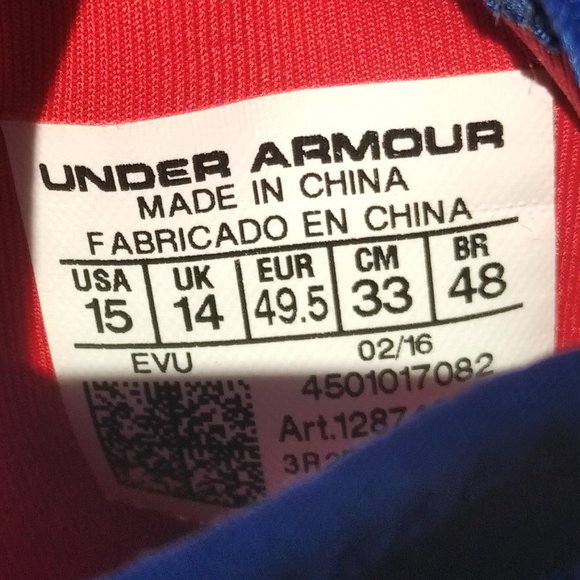 UNDER ARMOUR
MADE IN CHINA
FABRICADO EN CHINA
USA UK EUR CM BR
15 14 49.5 33 48
EVU 02/16
4501017082